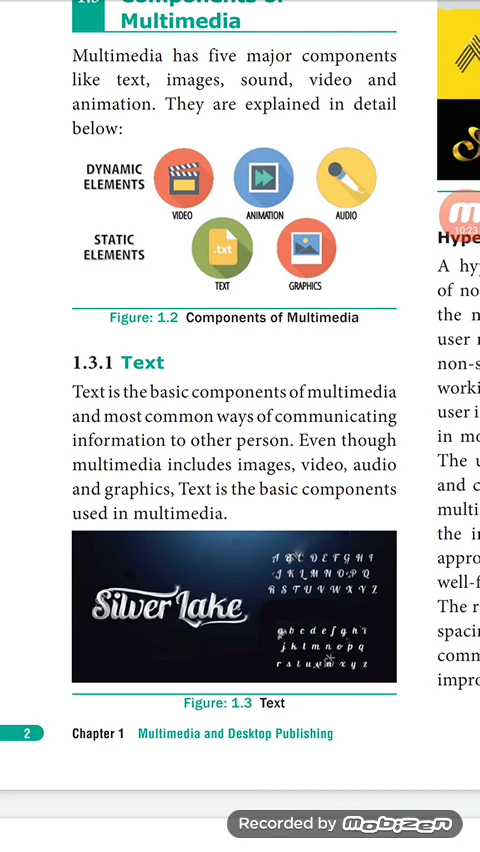 Components of
Multimedia
Multimedia has five major components
like text, images, sound, video and
animation. They are explained in detail
below:
DYNAMIC
ELEMENTS
VIDEO
ANIMATION
AUDIO
STATIC
ELEMENTS
.txt
TEXT
GRAPHICS
Figure: 1.2 Components of Multimedia
1.3.1 Text
Text is the basic components of multimedia
and most common ways of communicating
information to other person. Even though
multimedia includes images, video, audio
and graphics, Text is the basic components
used in multimedia.
Silver Lake
A B C D E F G H I
J K L M N O P Q
R S T U V W X Y Z
a b c d e f g h i
j k l m n o p q
r s t u v w x y z
Figure: 1.3 Text
2 Chapter 1 Multimedia and Desktop Publishing
10:23
Hype
A hy
of no
the n
user
non-s
worki
user i
in mo
The u
and c
multi
the in
appro
well-f
The r
spacin
comm
impro
Recorded by mobizen